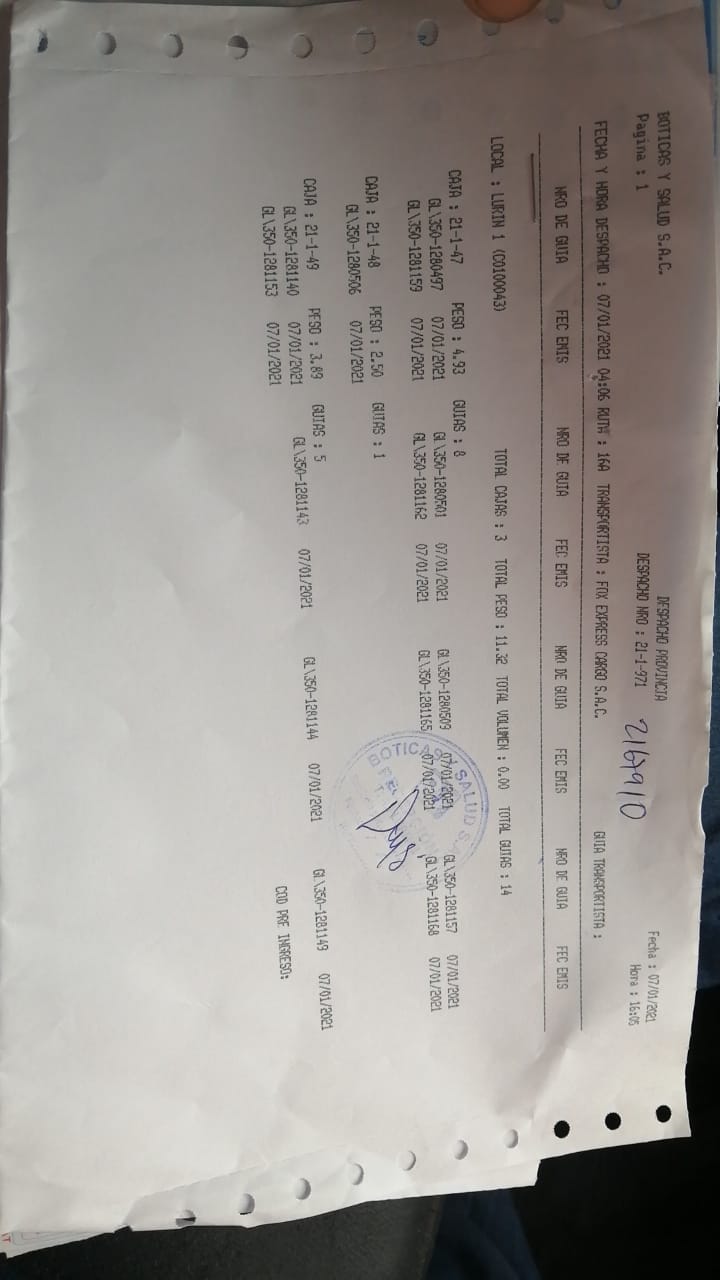 BOTICAS Y SALUD S.A.C. DESPACHO PROVINCIA Fecha : 07/01/2021
Pagina : 1 DESPACHO NRO : 21-1-971 Hora : 16:05
2167910
FECHA Y HORA DESPACHO : 07/01/2021 04:06 RUTA : 16A TRANSPORTISTA : FOX EXPRESS CARGO S.A.C. GUIA TRANSPORTISTA :
NRO DE GUIA FEC EMIS NRO DE GUIA FEC EMIS NRO DE GUIA FEC EMIS NRO DE GUIA FEC EMIS
LOCAL : LURIN 1 (C0100043) TOTAL CAJAS : 3 TOTAL PESO : 11.32 TOTAL VOLUMEN : 0.00 TOTAL GUIAS : 14
CAJA : 21-1-47 PESO : 4.93 GUIAS : 8
GL\350-1280497 07/01/2021 GL\350-1280501 07/01/2021 GL\350-1280509 07/01/2021 GL\350-1281157 07/01/2021
GL\350-1281159 07/01/2021 GL\350-1281162 07/01/2021 GL\350-1281165 07/01/2021 GL\350-1281168 07/01/2021
BOTICAS Y SALUD S.A.
CAJA : 21-1-48 PESO : 2.50 GUIAS : 1
GL\350-1280506 07/01/2021
CAJA : 21-1-49 PESO : 3.89 GUIAS : 5
GL\350-1281140 07/01/2021 GL\350-1281143 07/01/2021 GL\350-1281144 07/01/2021 GL\350-1281149 07/01/2021
GL\350-1281153 07/01/2021
COD PRE INGRESO: